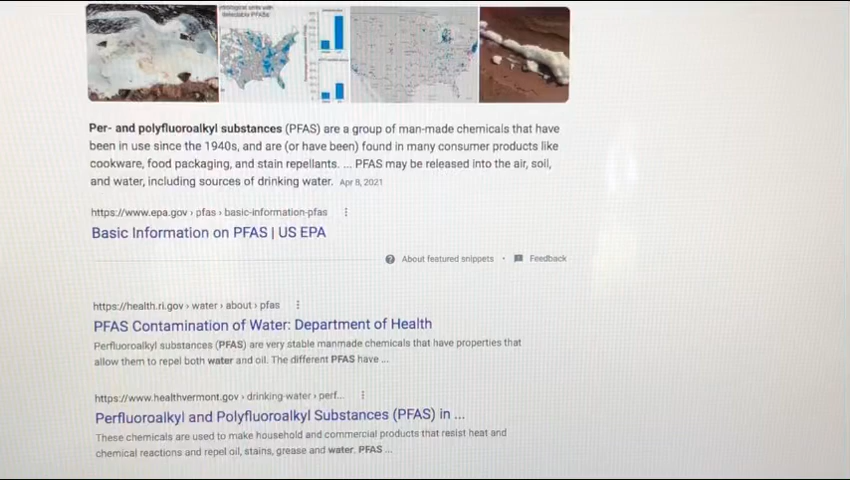 detectable PFASs
Per- and polyfluoroalkyl substances (PFAS) are a group of man-made chemicals that have
been in use since the 1940s, and are (or have been) found in many consumer products like
cookware, food packaging, and stain repellants. ... PFAS may be released into the air, soil,
and water, including sources of drinking water. Apr 8, 2021
https://www.epa.gov › pfas › basic-information-pfas
Basic Information on PFAS | US EPA
About featured snippets • Feedback
https://health.ri.gov › water › about › pfas
PFAS Contamination of Water: Department of Health
Perfluoroalkyl substances (PFAS) are very stable manmade chemicals that have properties that
allow them to repel both water and oil. The different PFAS have ...
https://www.healthvermont.gov › drinking-water › perf...
Perfluoroalkyl and Polyfluoroalkyl Substances (PFAS) in ...
These chemicals are used to make household and commercial products that resist heat and
chemical reactions and repel oil, stains, grease and water. PFAS ...